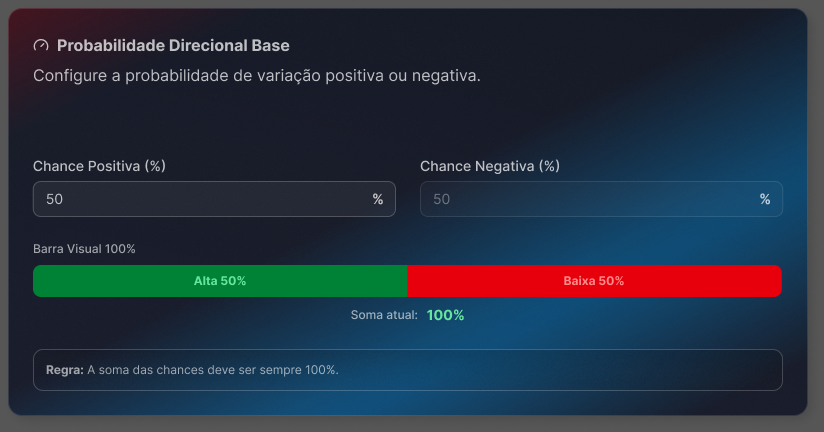 Probabilidade Direcional Base
Configure a probabilidade de variação positiva ou negativa.
Chance Positiva (%)
Chance Negativa (%)
50 %
50 %
Barra Visual 100%
Alta 50%
Baixa 50%
Soma atual: 100%
Regra: A soma das chances deve ser sempre 100%.